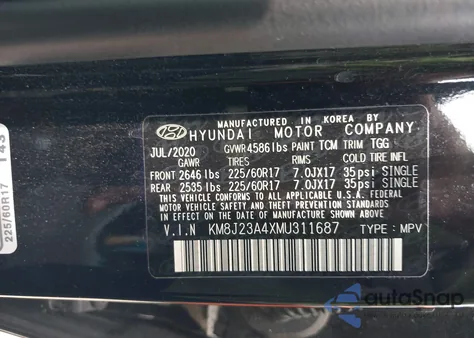 MANUFACTURED IN KOREA BY
HYUNDAI MOTOR COMPANY
JUL/2020 GVWR4586lbs PAINT TCM TRIM TGG
GAWR TIRES RIMS COLD TIRE INFL
FRONT 2646lbs 225/60R17 7.0JX17 35psi SINGLE
REAR 2535lbs 225/60R17 7.0JX17 35psi SINGLE
THIS VEHICLE CONFORMS TO ALL APPLICABLE U.S.A. FEDERAL
MOTOR VEHICLE SAFETY AND THEFT PREVENTION STANDARDS
IN EFFECT ON THE DATE OF MANUFACTURE SHOWN ABOVE.
V.I.N KM8J23A4XMU311687 TYPE : MPV
225/60R17 T43
autoSnap